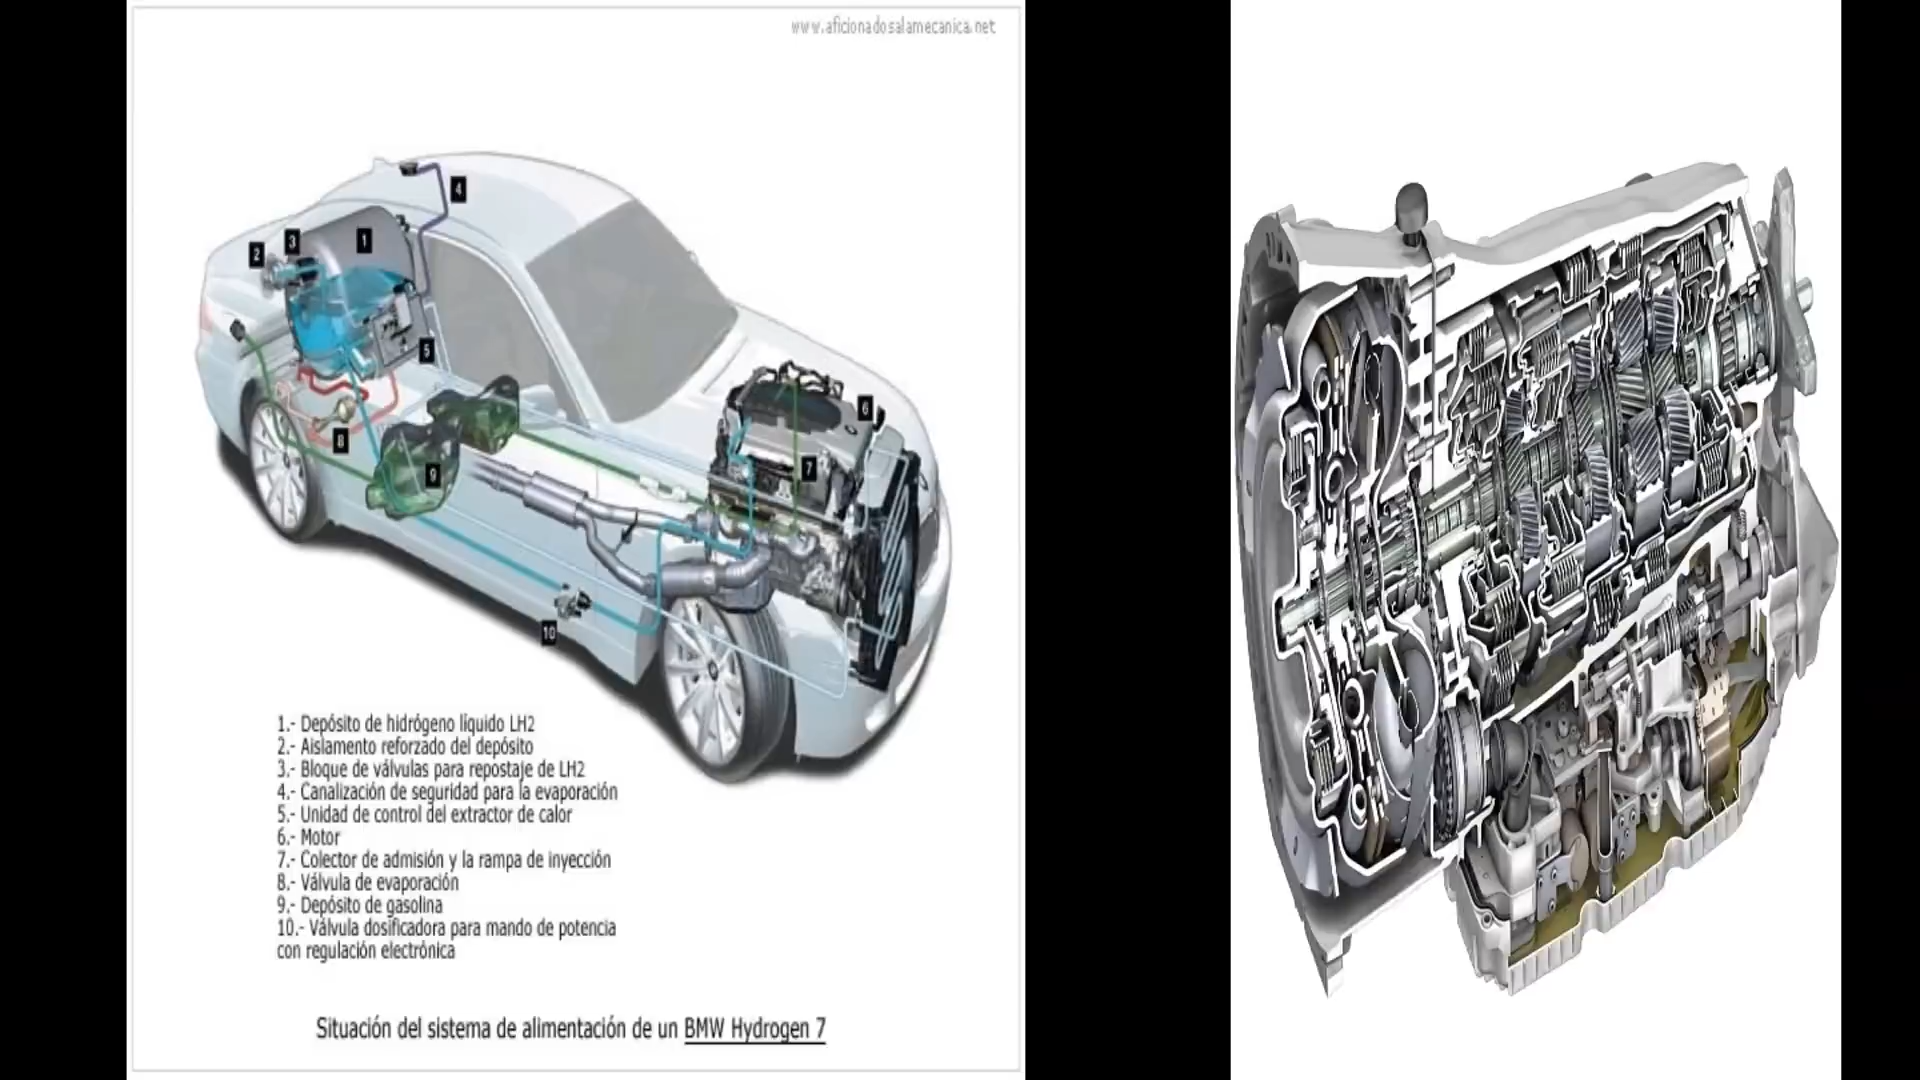 www.aficionadosalamecanica.net
4
3
1
2
5
6
8
7
9
10
1.- Depósito de hidrógeno líquido LH2
2.- Aislamento reforzado del depósito
3.- Bloque de válvulas para repostaje de LH2
4.- Canalización de seguridad para la evaporación
5.- Unidad de control del extractor de calor
6.- Motor
7.- Colector de admisión y la rampa de inyección
8.- Válvula de evaporación
9.- Depósito de gasolina
10.- Válvula dosificadora para mando de potencia
con regulación electrónica
Situación del sistema de alimentación de un BMW Hydrogen 7